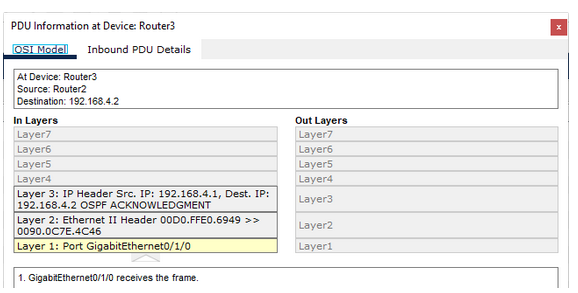 PDU Information at Device: Router3
x
OSI Model Inbound PDU Details
At Device: Router3
Source: Router2
Destination: 192.168.4.2
In Layers Out Layers
Layer7 Layer7
Layer6 Layer6
Layer5 Layer5
Layer4 Layer4
Layer 3: IP Header Src. IP: 192.168.4.1, Dest. IP:
192.168.4.2 OSPF ACKNOWLEDGMENT
Layer3
Layer 2: Ethernet II Header 00D0.FFE0.6949 >>
0090.0C7E.4C46
Layer2
Layer 1: Port GigabitEthernet0/1/0 Layer1
1. GigabitEthernet0/1/0 receives the frame.